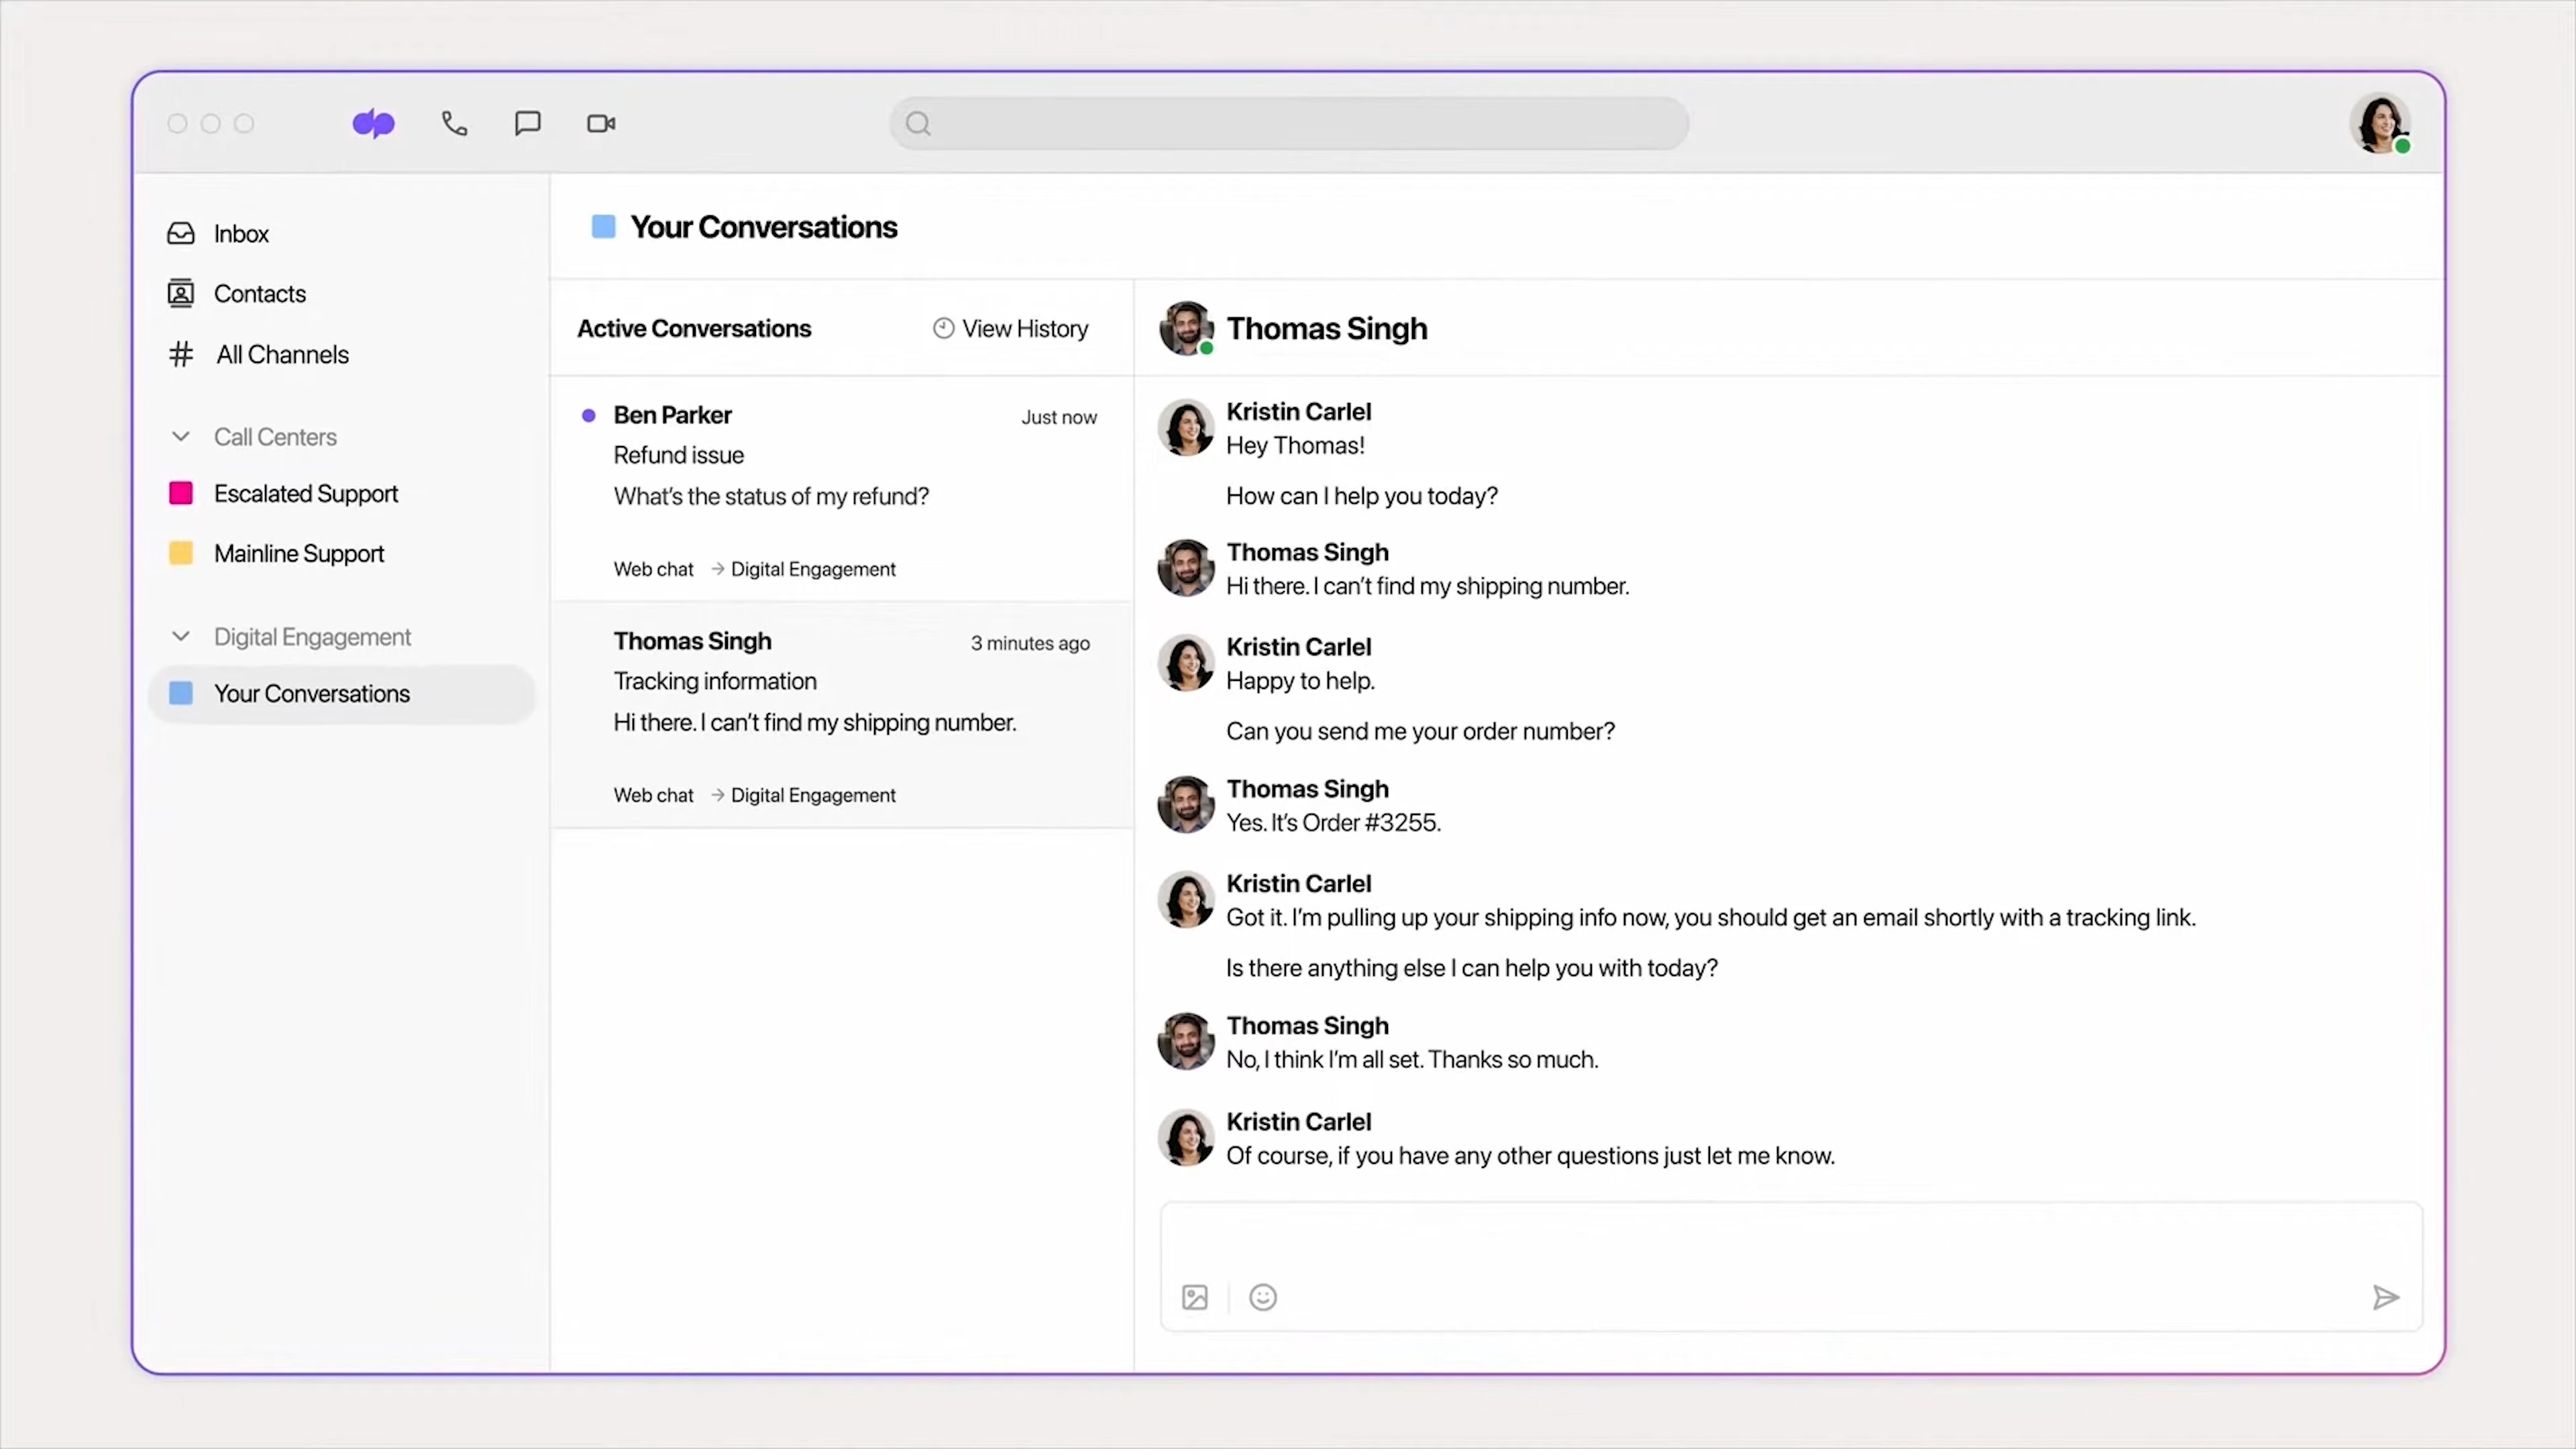 Inbox
Contacts
All Channels
Call Centers
Escalated Support
Mainline Support
Digital Engagement
Your Conversations
Your Conversations
Active Conversations
View History
Ben Parker
Just now
Refund issue
What’s the status of my refund?
Web chat → Digital Engagement
Thomas Singh
3 minutes ago
Tracking information
Hi there. I can’t find my shipping number.
Web chat → Digital Engagement
Thomas Singh
Kristin Carlel
Hey Thomas!
How can I help you today?
Thomas Singh
Hi there. I can’t find my shipping number.
Kristin Carlel
Happy to help.
Can you send me your order number?
Thomas Singh
Yes. It’s Order #3255.
Kristin Carlel
Got it. I’m pulling up your shipping info now, you should get an email shortly with a tracking link.
Is there anything else I can help you with today?
Thomas Singh
No, I think I’m all set. Thanks so much.
Kristin Carlel
Of course, if you have any other questions just let me know.